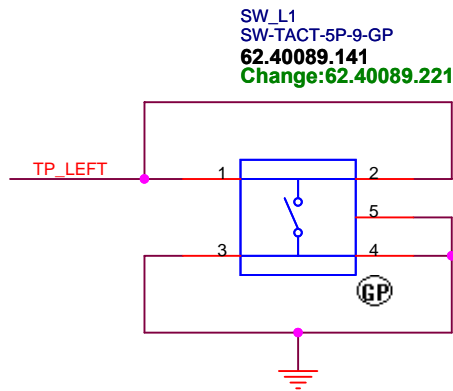 SW_L1
SW-TACT-5P-9-GP
62.40089.141
Change:62.40089.221
TP_LEFT
1
2
5
3
4
GP